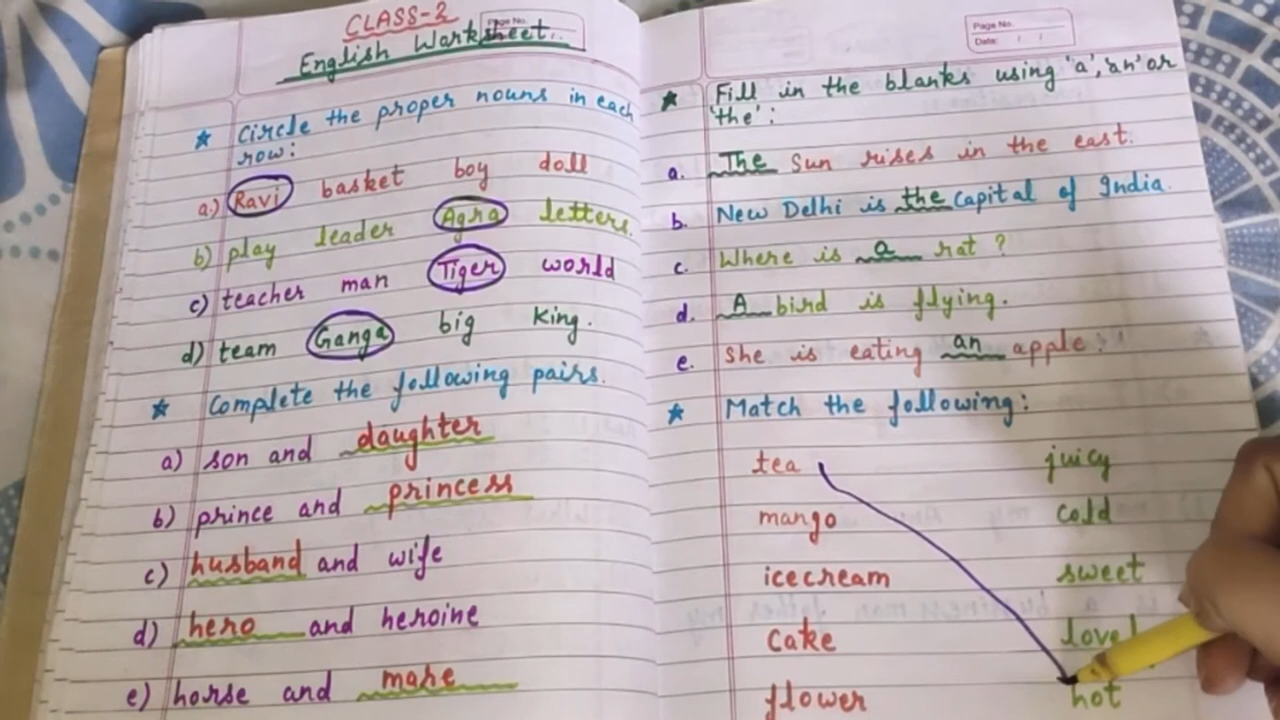 CLASS-2
Page No.
English Worksheet.
★ Circle the proper nouns in each
row:
a.) Ravi basket boy doll
b) play leader Agra letters.
c) teacher man Tiger world
d) team Ganga big King.
★ Complete the following pairs.
a) son and daughter
b) prince and princess
c) husband and wife
d) hero and heroine
e) horse and mare
Page No.
Date: / /
★ Fill in the blanks using 'a', 'an' or
'the':
a. The Sun rises in the east.
b. New Delhi is the capital of India.
c. Where is a rat ?
d. A bird is flying.
e. She is eating an apple.
★ Match the following:
tea juicy
mango cold
icecream sweet
cake
flower hot